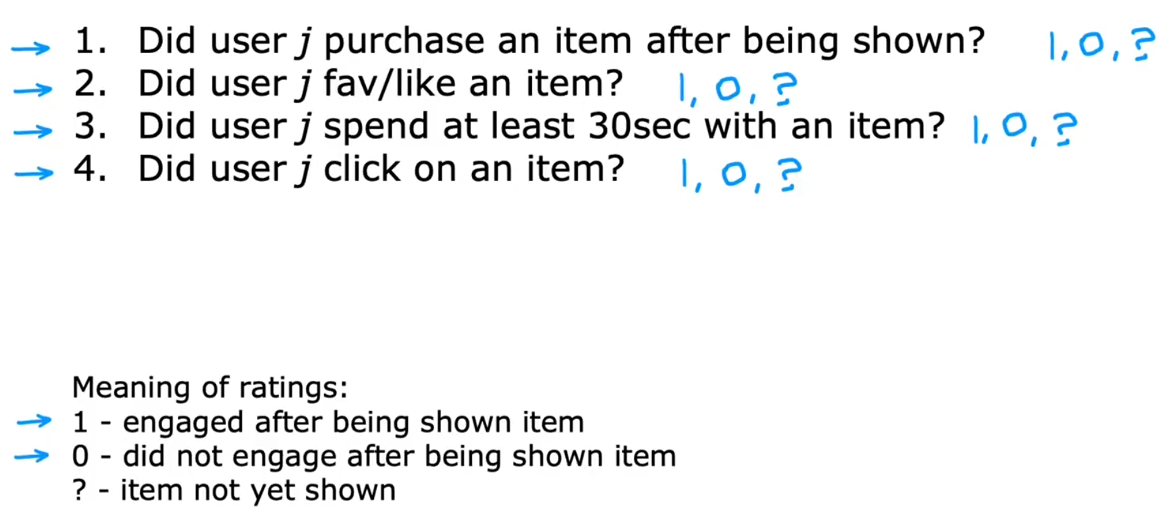 → 1. Did user j purchase an item after being shown? 1, 0, ?
→ 2. Did user j fav/like an item? 1, 0, ?
→ 3. Did user j spend at least 30sec with an item? 1, 0, ?
→ 4. Did user j click on an item? 1, 0, ?
Meaning of ratings:
→ 1 - engaged after being shown item
→ 0 - did not engage after being shown item
? - item not yet shown